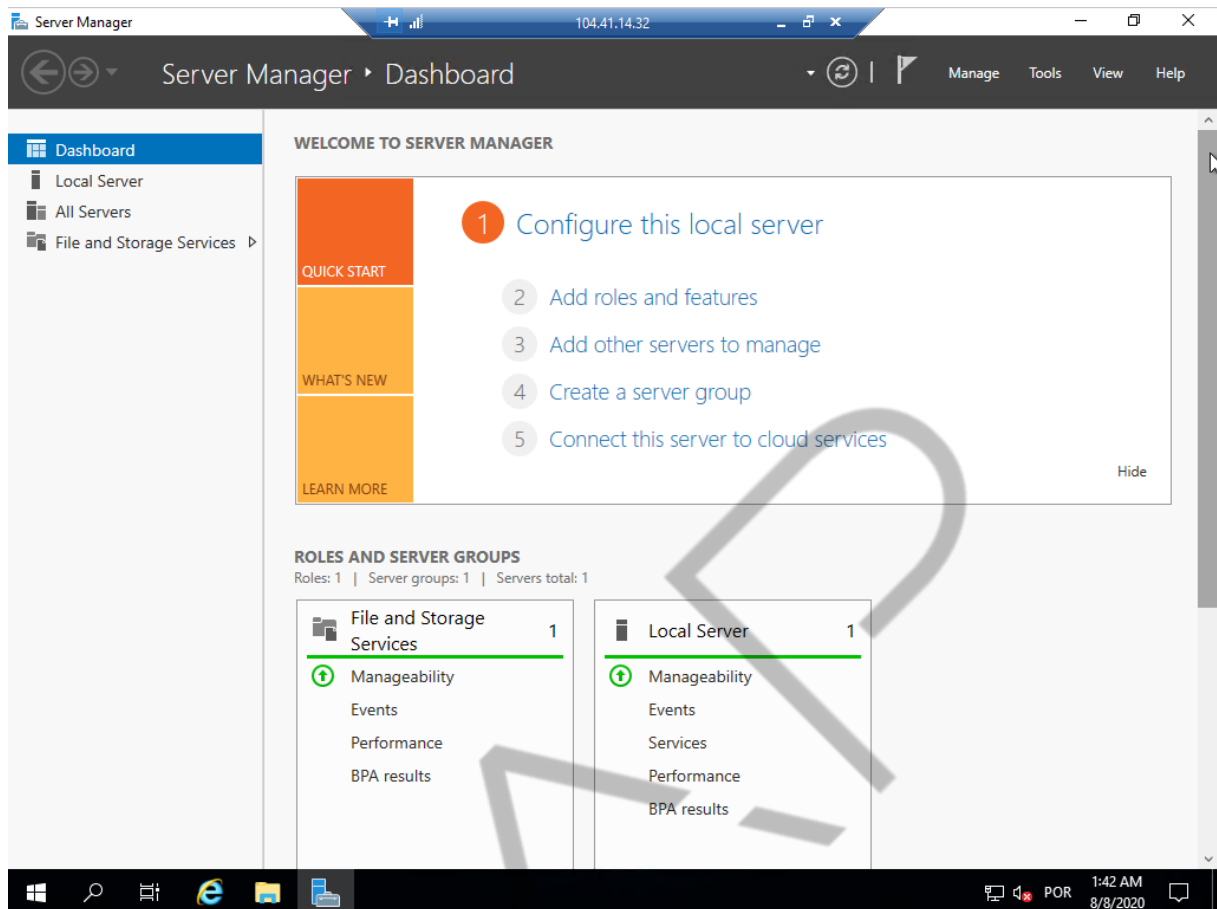 Server Manager
104.41.14.32
Server Manager • Dashboard
Manage Tools View Help
Dashboard
Local Server
All Servers
File and Storage Services
WELCOME TO SERVER MANAGER
QUICK START
WHAT'S NEW
LEARN MORE
1 Configure this local server
2 Add roles and features
3 Add other servers to manage
4 Create a server group
5 Connect this server to cloud services
Hide
ROLES AND SERVER GROUPS
Roles: 1 | Server groups: 1 | Servers total: 1
File and Storage
Services
1
Manageability
Events
Performance
BPA results
Local Server 1
Manageability
Events
Services
Performance
BPA results
POR
1:42 AM
8/8/2020